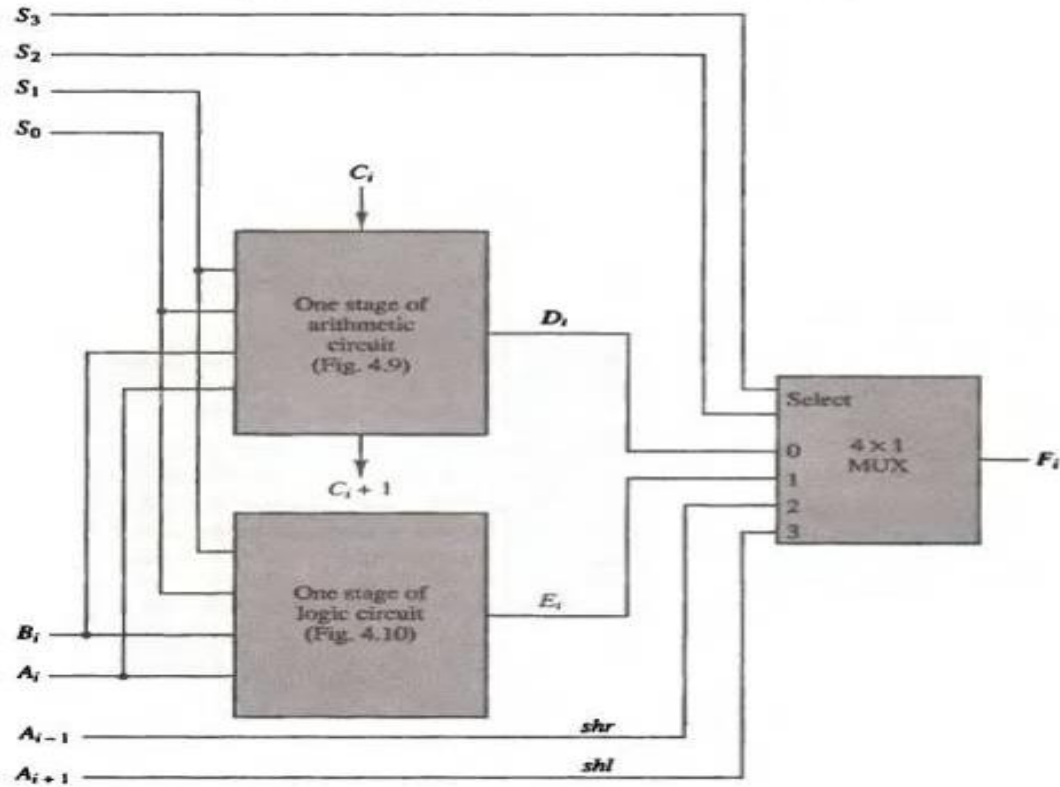 S₃
S₂
S₁
S₀
Cᵢ
One stage of
arithmetic
circuit
(Fig. 4.9)
Dᵢ
Select
4 × 1
MUX
0
1
2
3
Fᵢ
Cᵢ + 1
One stage of
logic circuit
(Fig. 4.10)
Eᵢ
Bᵢ
Aᵢ
Aᵢ₋₁
shr
Aᵢ₊₁
shl